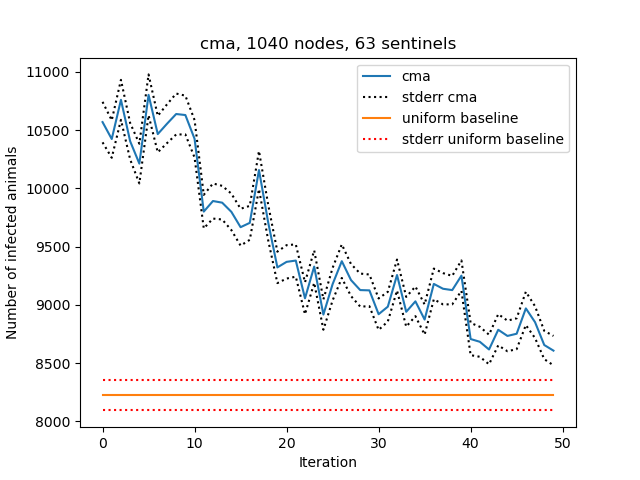 cma, 1040 nodes, 63 sentinels
11000
10500
10000
9500
9000
8500
8000
Number of infected animals
cma
stderr cma
uniform baseline
stderr uniform baseline
0
10
20
30
40
50
Iteration